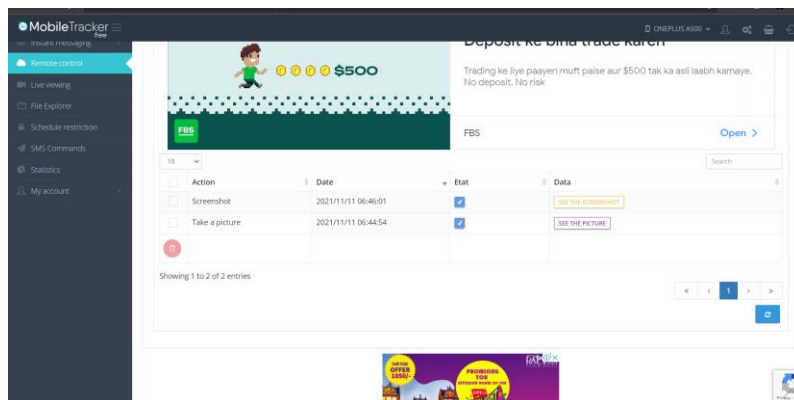 MobileTracker
free
ONEPLUS A500
Instant messaging
Remote control
Live viewing
File Explorer
Schedule restriction
SMS Commands
Statistics
My account
$500
FBS
Deposit ke bina trade karen
Trading ke liye paayen muft paise aur $500 tak ka asli laabh kamaye.
No deposit. No risk
FBS
Open >
10
Search
Action Date Etat Data
Screenshot 2021/11/11 06:46:01 SEE THE SCREENSHOT
Take a picture 2021/11/11 06:44:54 SEE THE PICTURE
Showing 1 to 2 of 2 entries
« < 1 > »
OFFER
1050/-
PROMISING
YOU